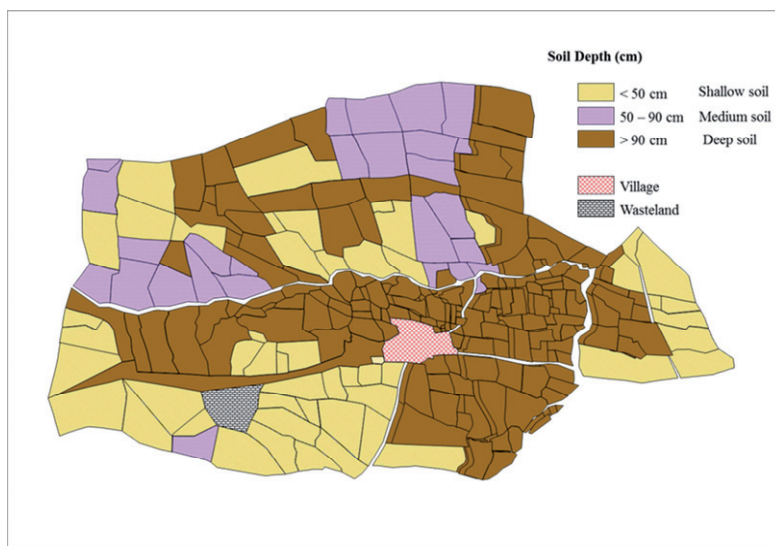 Soil Depth (cm)
< 50 cm Shallow soil
50 – 90 cm Medium soil
> 90 cm Deep soil
Village
Wasteland